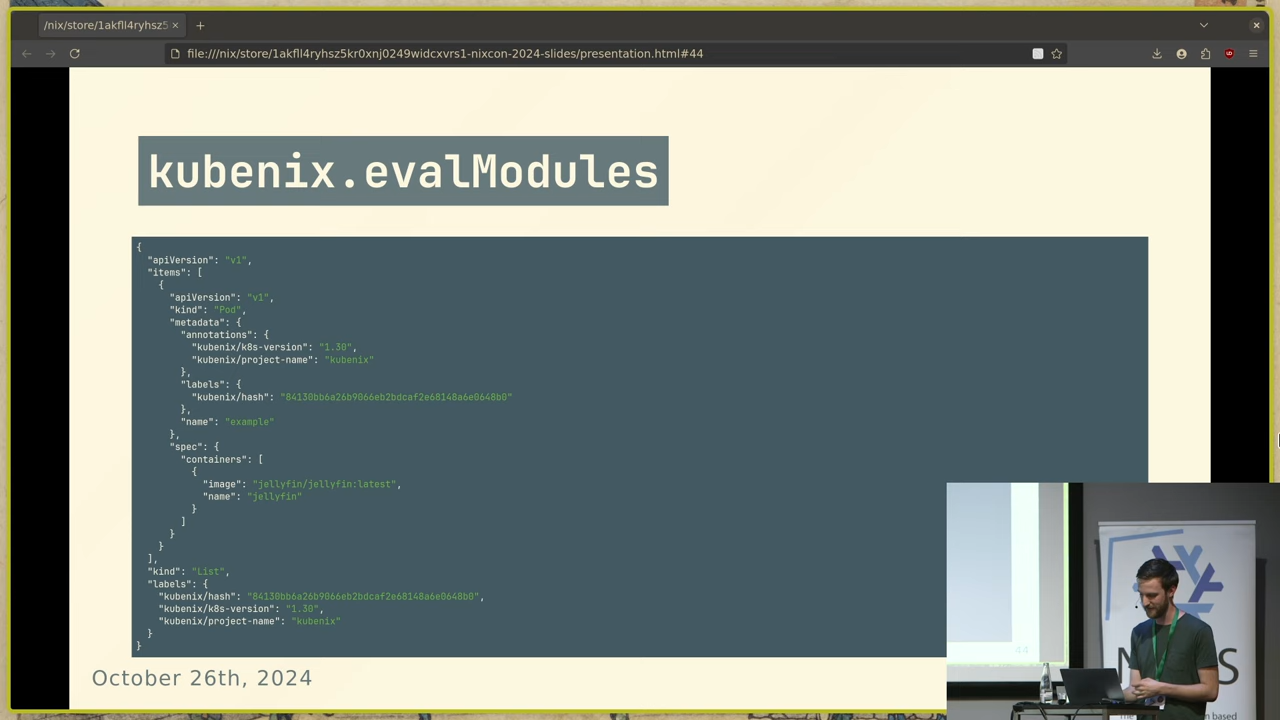 /nix/store/1akfll4ryhsz5
file:///nix/store/1akfll4ryhsz5kr0xnj0249widcxvrs1-nixcon-2024-slides/presentation.html#44
kubenix.evalModules
{
"apiVersion": "v1",
"items": [
{
"apiVersion": "v1",
"kind": "Pod",
"metadata": {
"annotations": {
"kubenix/k8s-version": "1.30",
"kubenix/project-name": "kubenix"
},
"labels": {
"kubenix/hash": "84130bb6a26b9066eb2bdcaf2e68148a6e0648b0"
},
"name": "example"
},
"spec": {
"containers": [
{
"image": "jellyfin/jellyfin:latest",
"name": "jellyfin"
}
]
}
}
],
"kind": "List",
"labels": {
"kubenix/hash": "84130bb6a26b9066eb2bdcaf2e68148a6e0648b0",
"kubenix/k8s-version": "1.30",
"kubenix/project-name": "kubenix"
}
}
October 26th, 2024
44